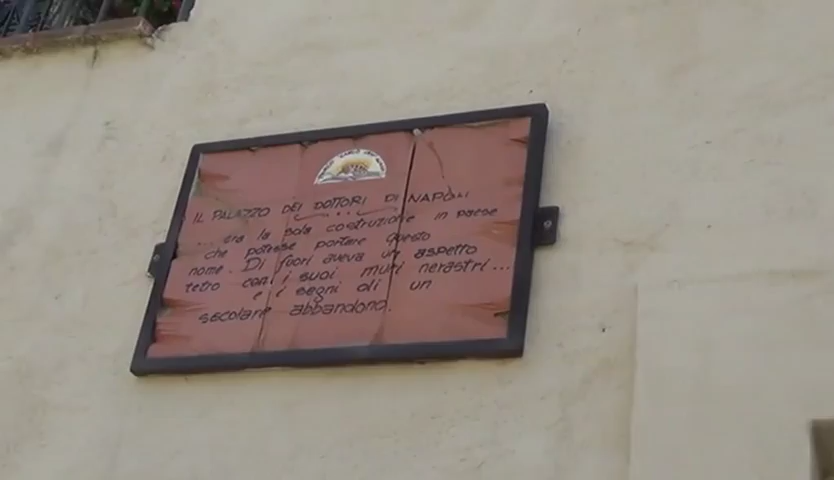 IL PALAZZO DEI DOTTORI DI NAPOLI
... era la sola costruzione in paese
che potesse portare questo
nome. Di fuori aveva un aspetto
tetro con i suoi muri nerastri...
e i segni di un
secolare abbandono.